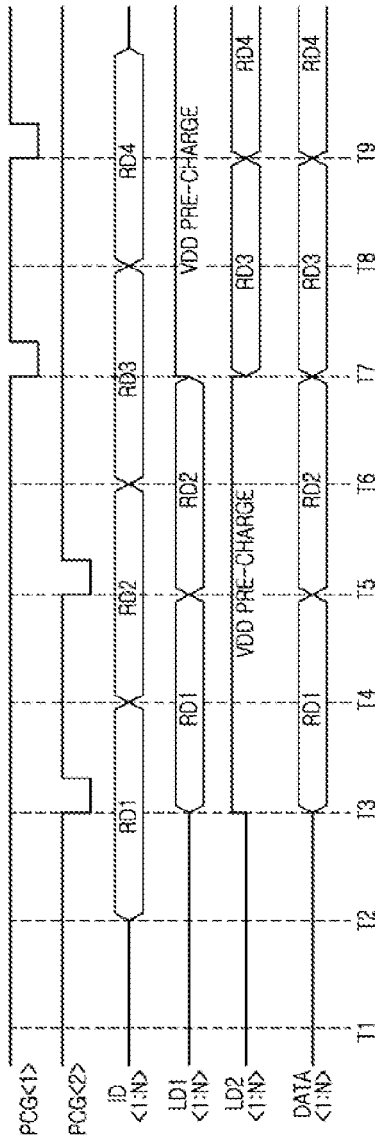 PCG<1>
PCG<2>
ID
<1:N>
RD1
RD2
RD3
RD4
LD1
<1:N>
RD1
RD2
VDD PRE-CHARGE
LD2
<1:N>
VDD PRE-CHARGE
RD3
RD4
DATA
<1:N>
RD1
RD2
RD3
RD4
T1
T2
T3
T4
T5
T6
T7
T8
T9